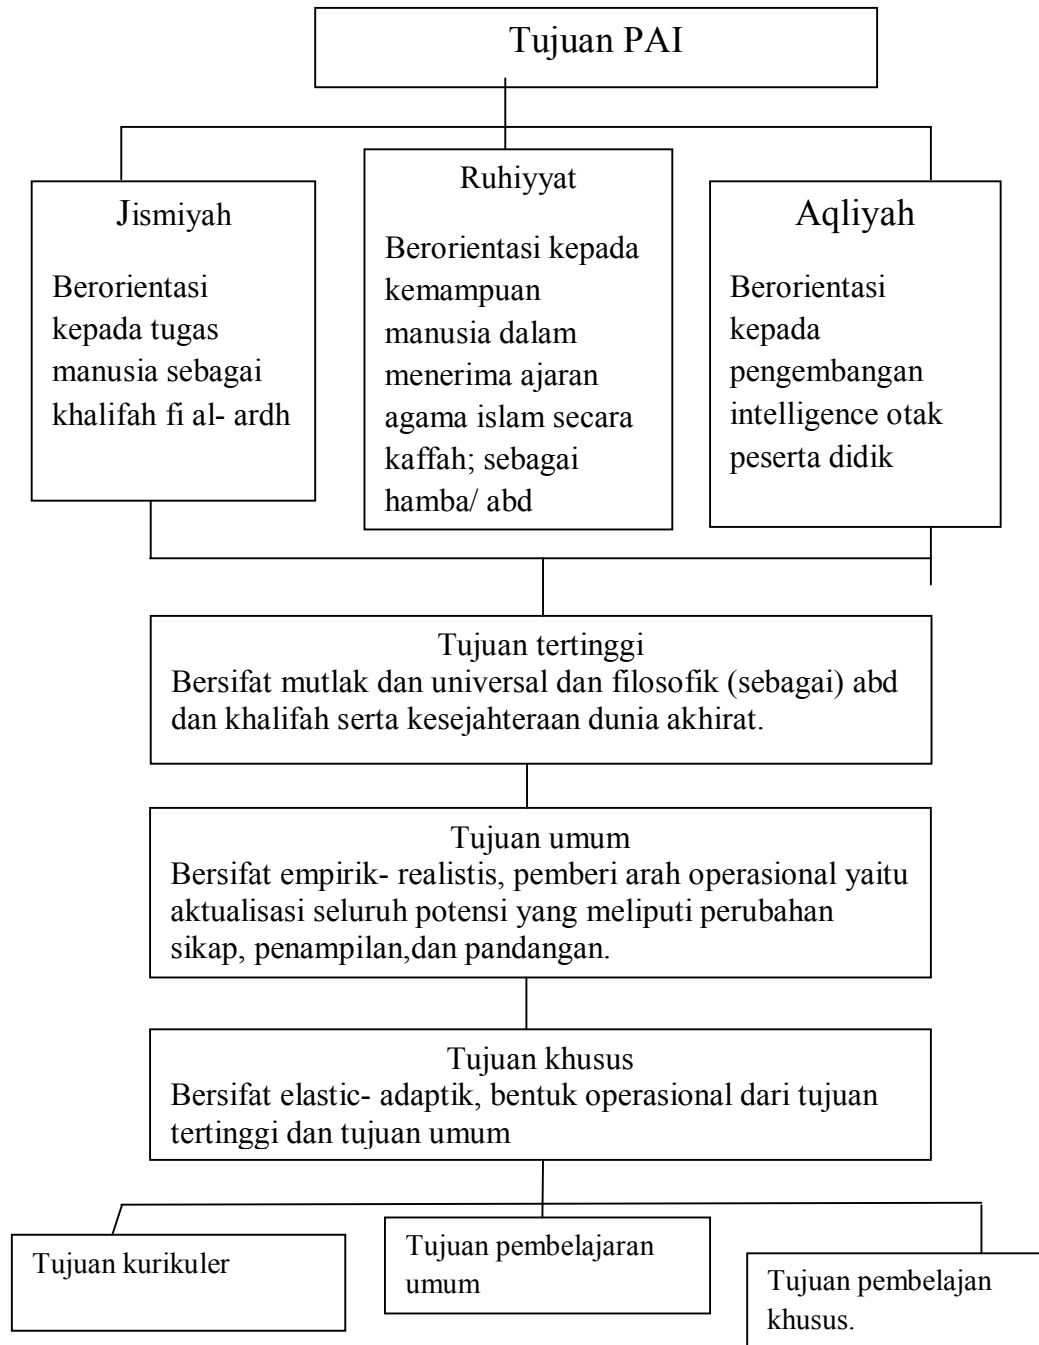 Tujuan PAI
Jismiyah
Berorientasi
kepada tugas
manusia sebagai
khalifah fi al- ardh
Ruhiyyat
Berorientasi kepada
kemampuan
manusia dalam
menerima ajaran
agama islam secara
kaffah; sebagai
hamba/ abd
Aqliyah
Berorientasi
kepada
pengembangan
intelligence otak
peserta didik
Tujuan tertinggi
Bersifat mutlak dan universal dan filosofik (sebagai) abd
dan khalifah serta kesejahteraan dunia akhirat.
Tujuan umum
Bersifat empirik- realistis, pemberi arah operasional yaitu
aktualisasi seluruh potensi yang meliputi perubahan
sikap, penampilan,dan pandangan.
Tujuan khusus
Bersifat elastic- adaptik, bentuk operasional dari tujuan
tertinggi dan tujuan umum
Tujuan kurikuler
Tujuan pembelajaran
umum
Tujuan pembelajan
khusus.